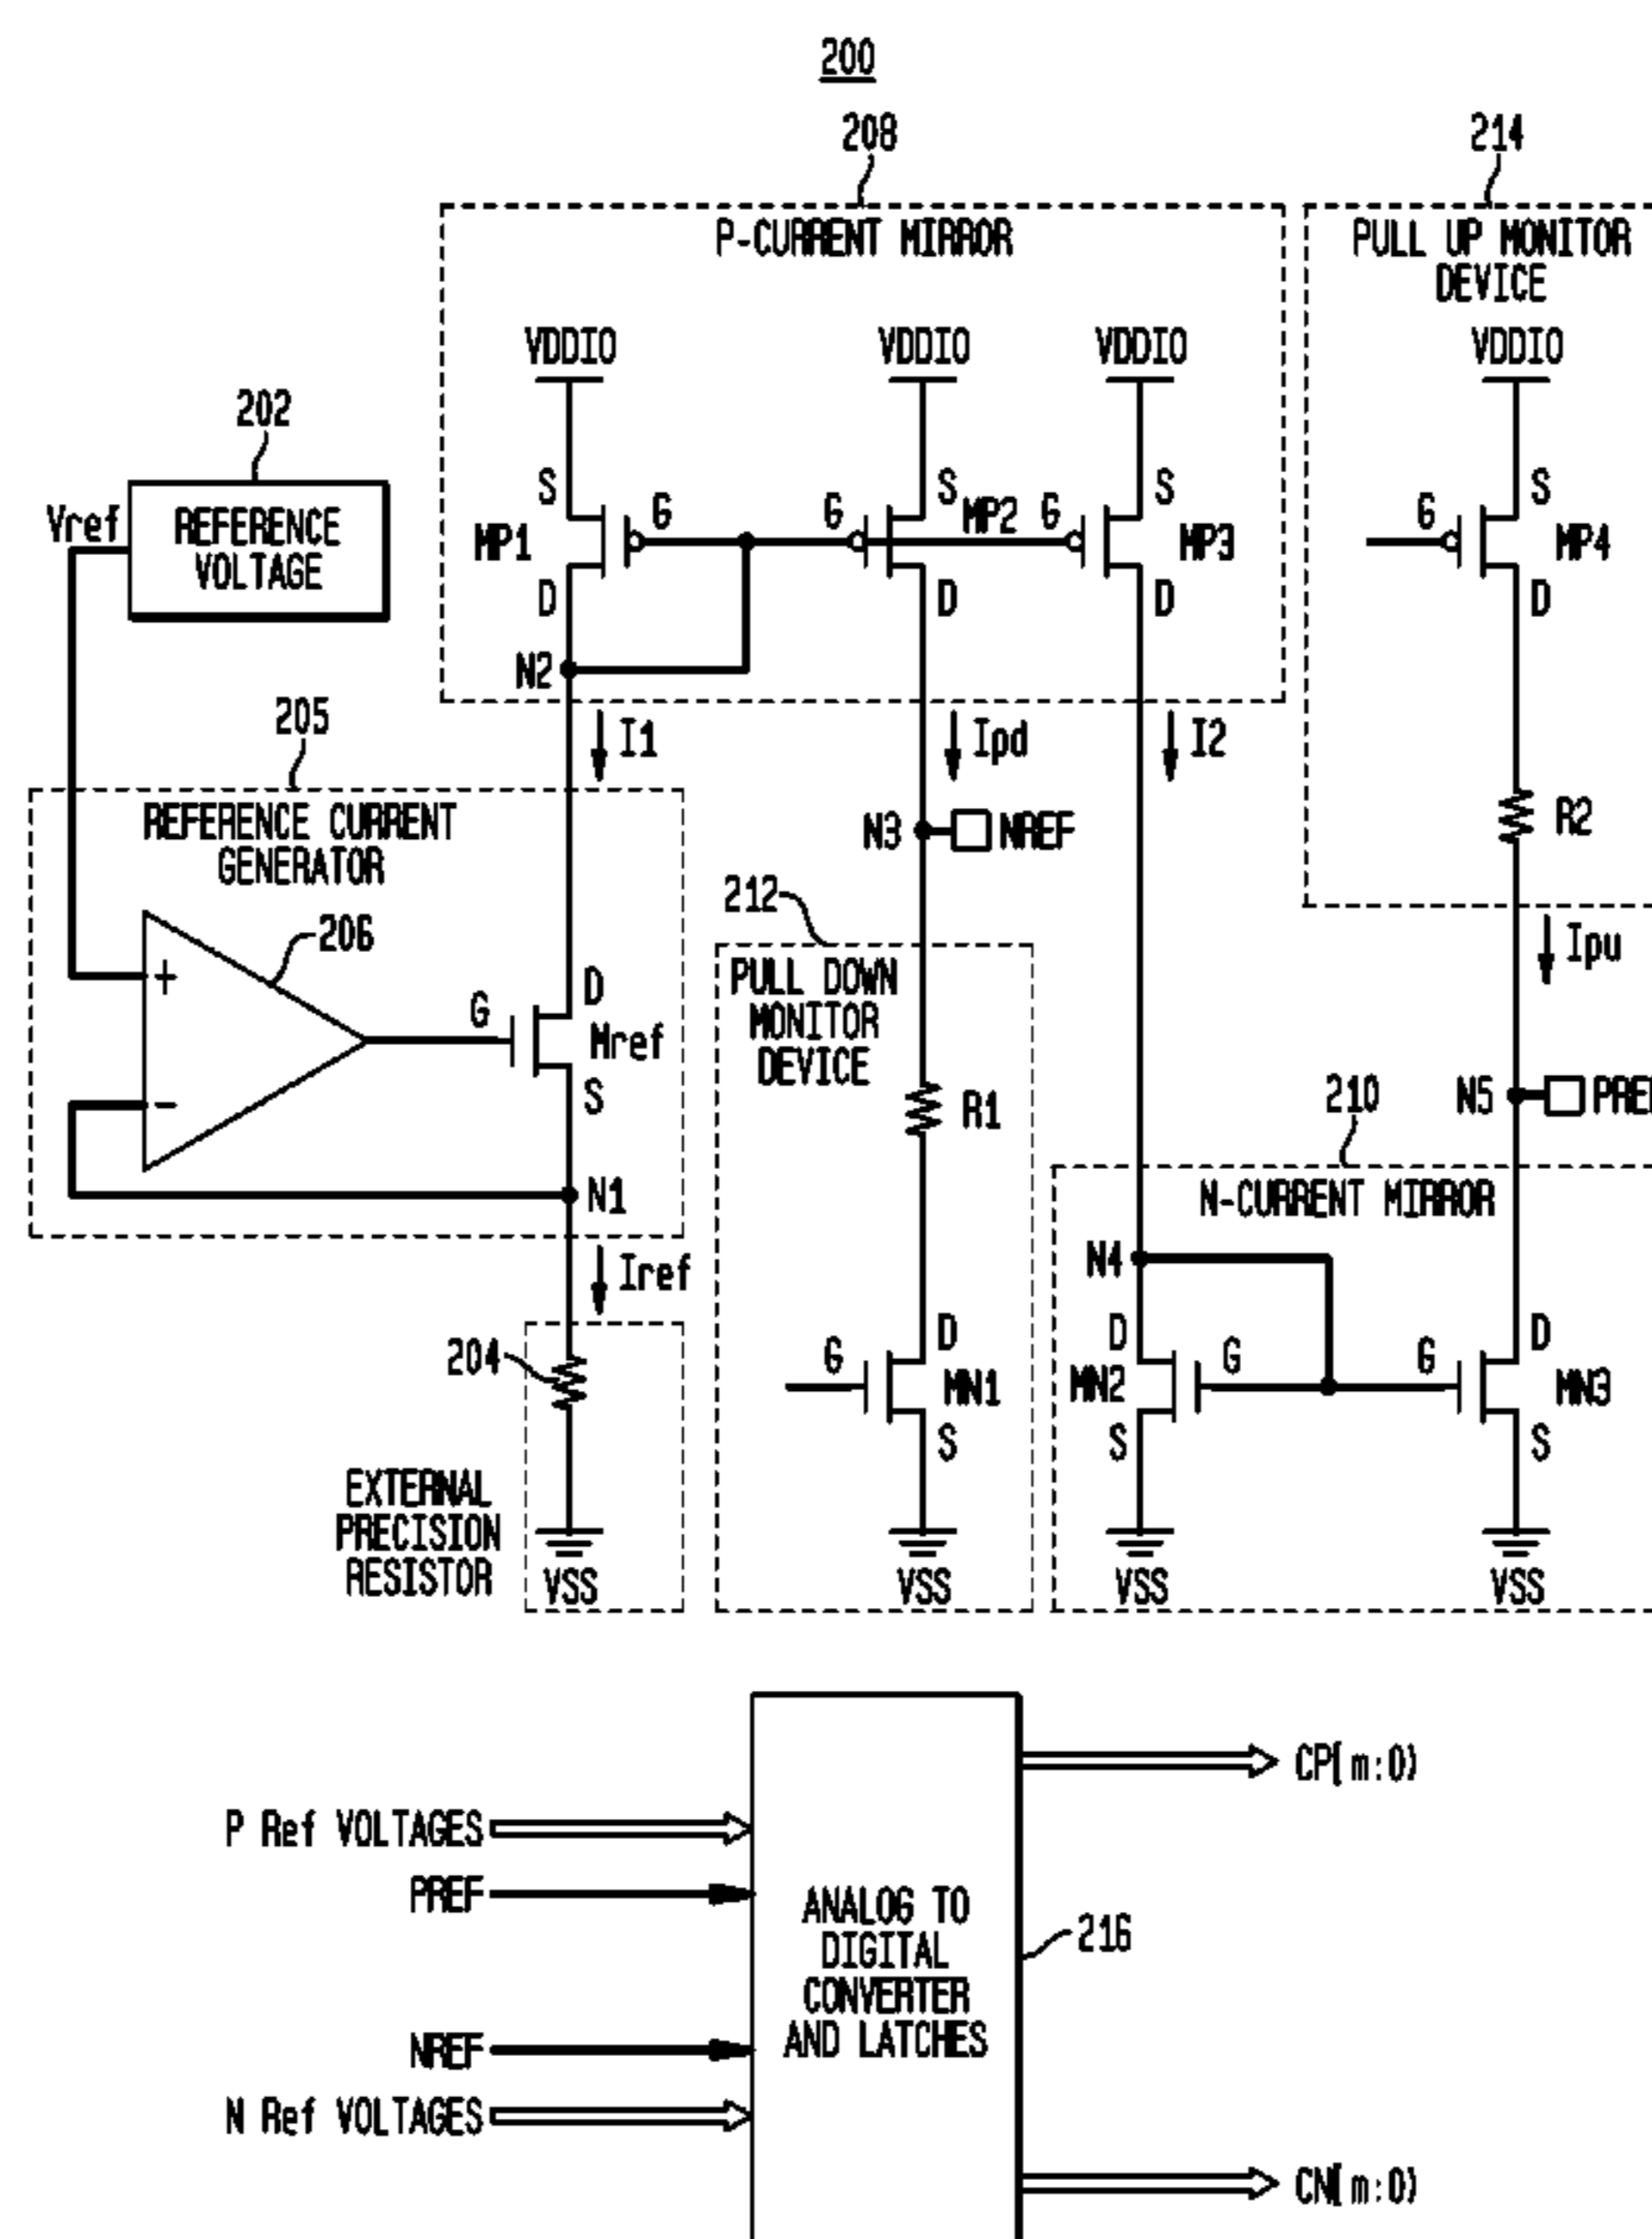 200
208
214
P-CURRENT MIRROR
PULL UP MONITOR
DEVICE
VDDIO
VDDIO
VDDIO
VDDIO
202
Vref
REFERENCE
VOLTAGE
S
G
MP1
D
N2
G
S
MP2
D
G
S
MP3
D
G
S
MP4
D
205
I1
Ipd
I2
REFERENCE CURRENT
GENERATOR
N3
NREF
R2
206
+
-
G
D
Mref
S
N1
212
PULL DOWN
MONITOR
DEVICE
R1
Ipu
210
N5
PREF
N-CURRENT MIRROR
N4
Iref
204
EXTERNAL
PRECISION
RESISTOR
VSS
G
D
MN1
S
VSS
D
MN2
G
S
VSS
G
D
MN3
S
VSS
P Ref VOLTAGES
PREF
NREF
N Ref VOLTAGES
ANALOG TO
DIGITAL
CONVERTER
AND LATCHES
216
CP(m:0)
CN(m:0)